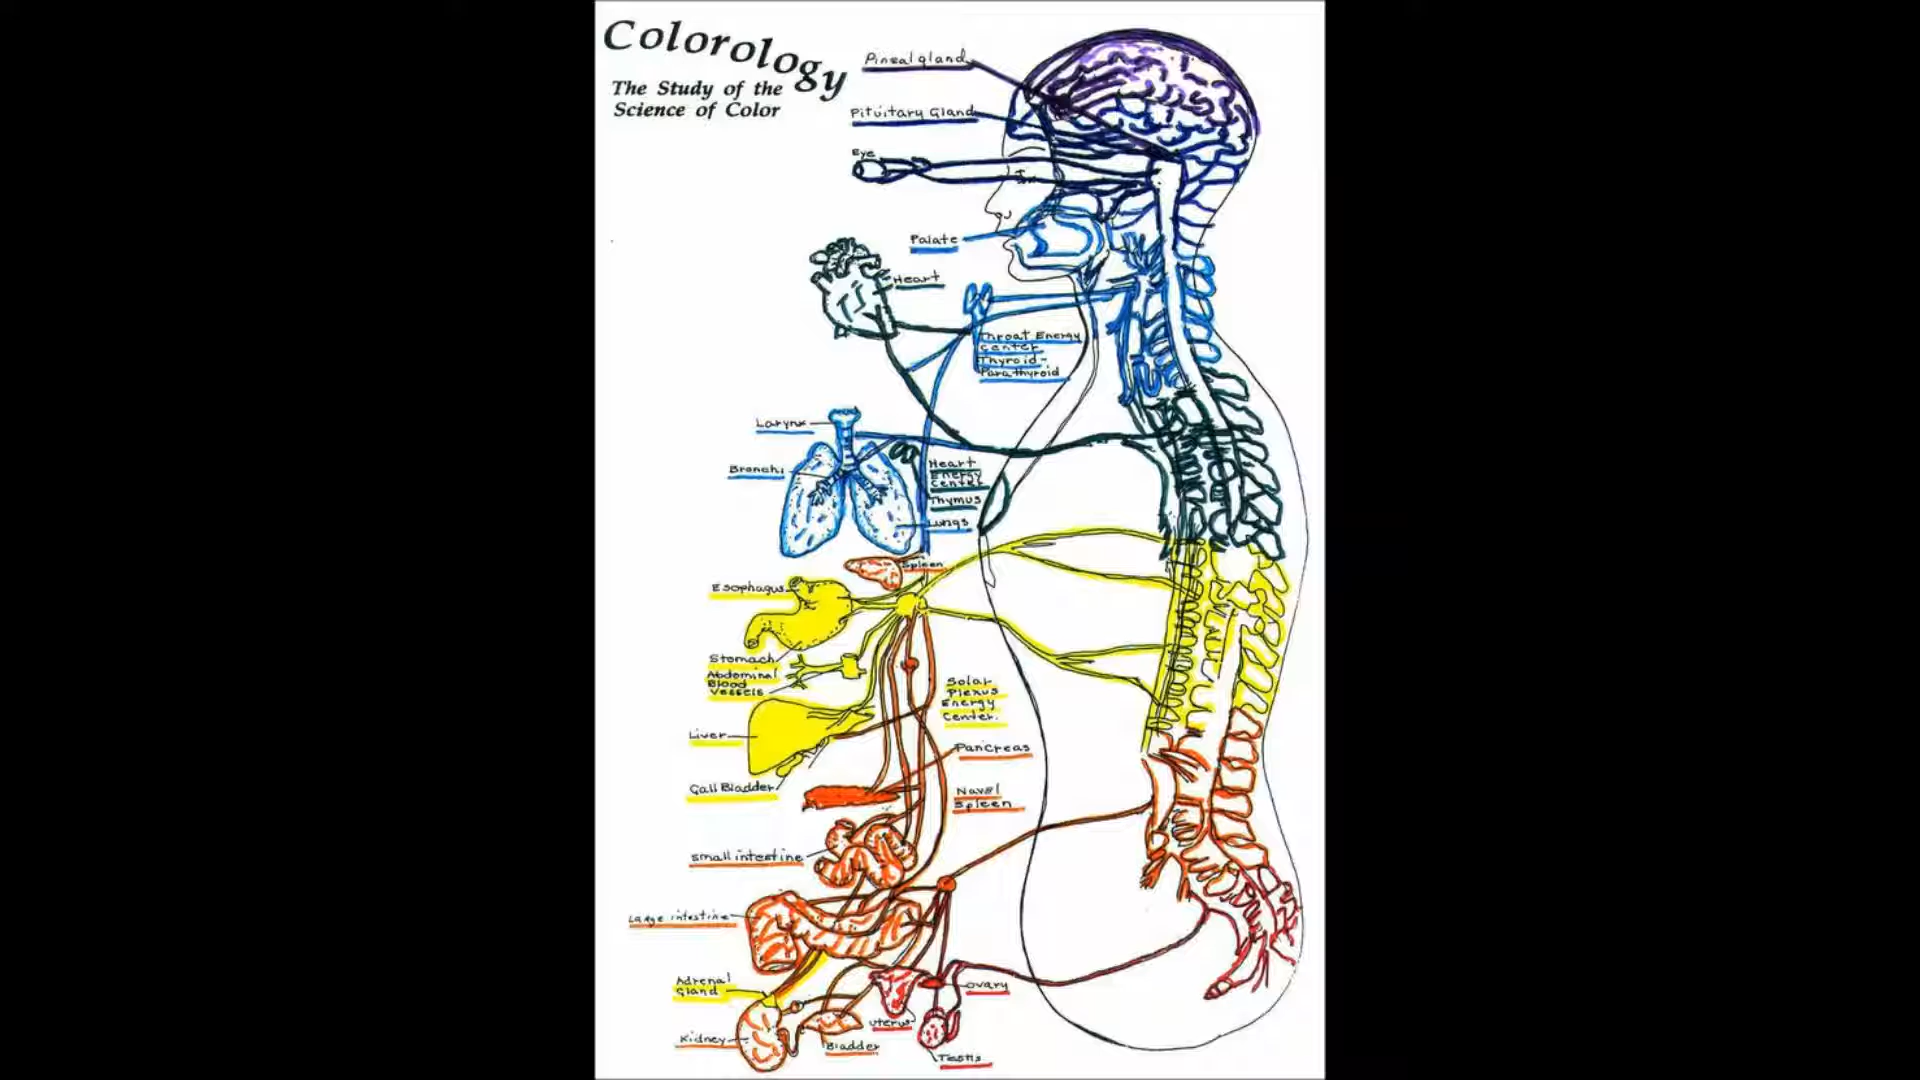 Colorology
The Study of the
Science of Color
Pineal gland
Pituitary Gland
Eye
Palate
Heart
Throat Energy
Center
Thyroid-
Parathyroid
Larynx
Bronchi
Heart
Energy
Center
Thymus
Lungs
Spleen
Esophagus
Stomach
Abdominal
Blood
Vessels
Solar
Plexus
Energy
Center.
Liver
Pancreas
Gall Bladder
Navel
Spleen
Small intestine
Large intestine
Adrenal
Gland
Ovary
Uterus
Kidney
Bladder
Testis